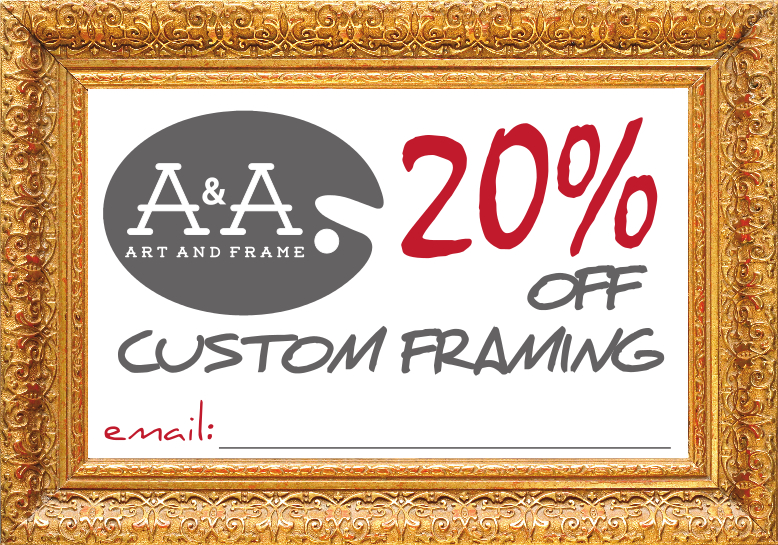 A&A
ART AND FRAME
20%
OFF
CUSTOM FRAMING
email: